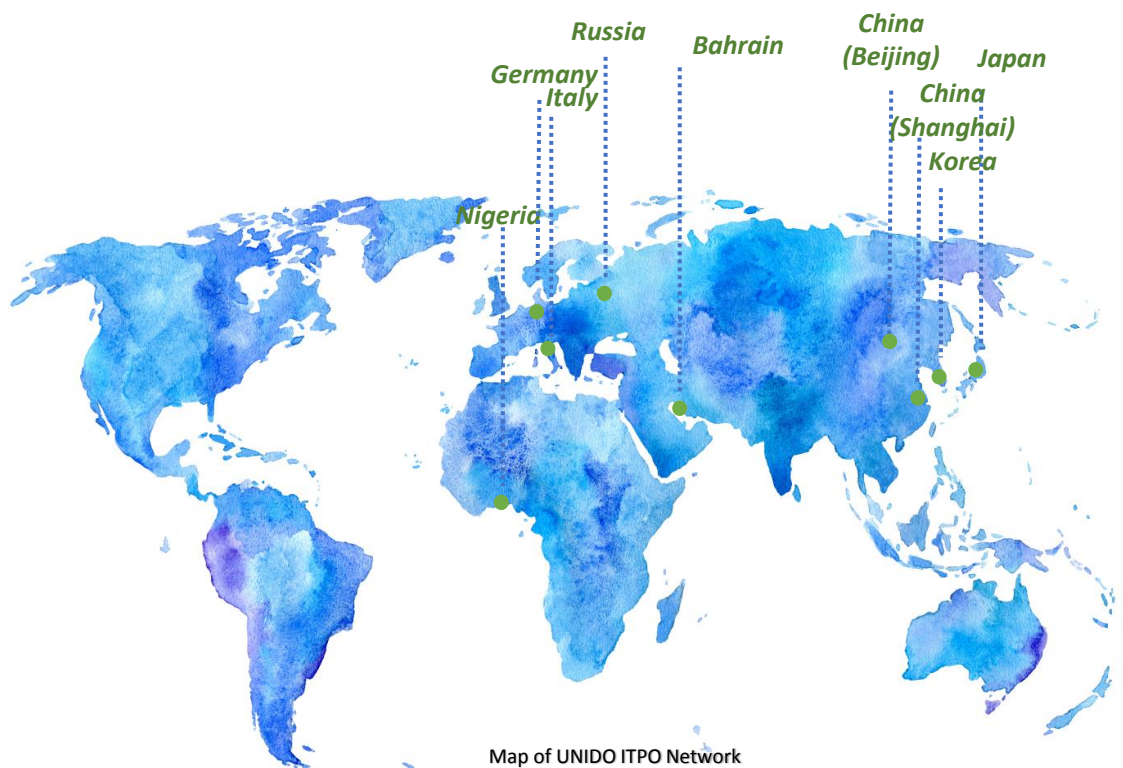 Russia
Bahrain
China
(Beijing)
Japan
Germany
Italy
China
(Shanghai)
Korea
Nigeria
Map of UNIDO ITPO Network